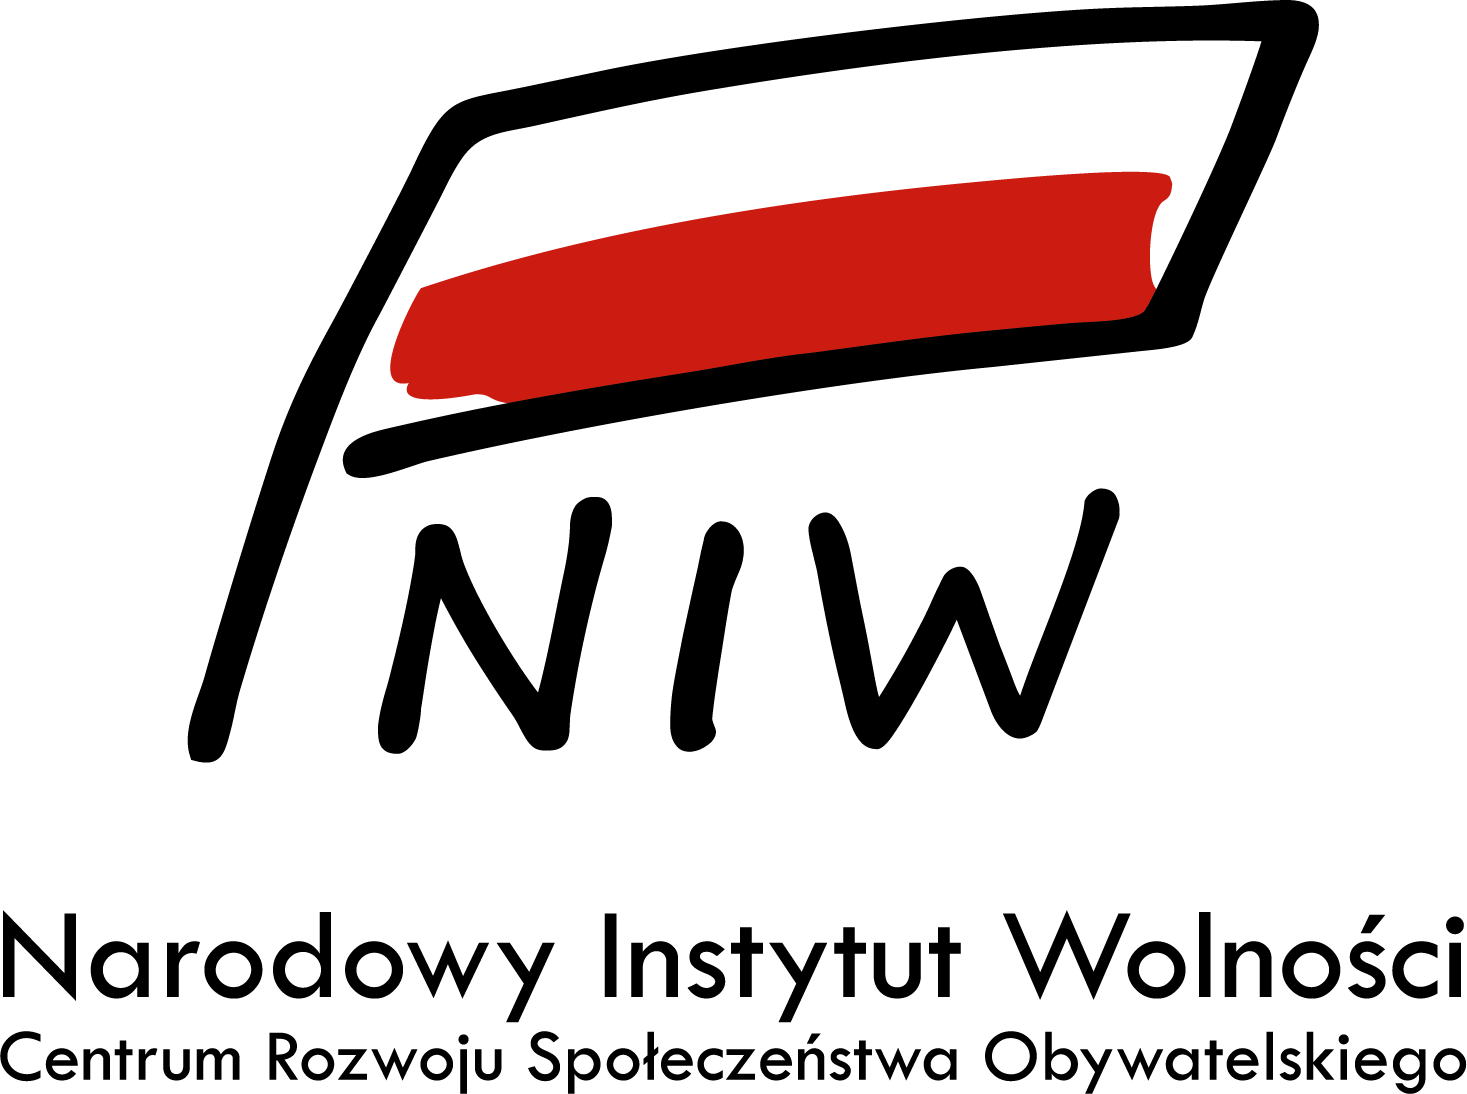 NIW
Narodowy Instytut Wolności
Centrum Rozwoju Społeczeństwa Obywatelskiego